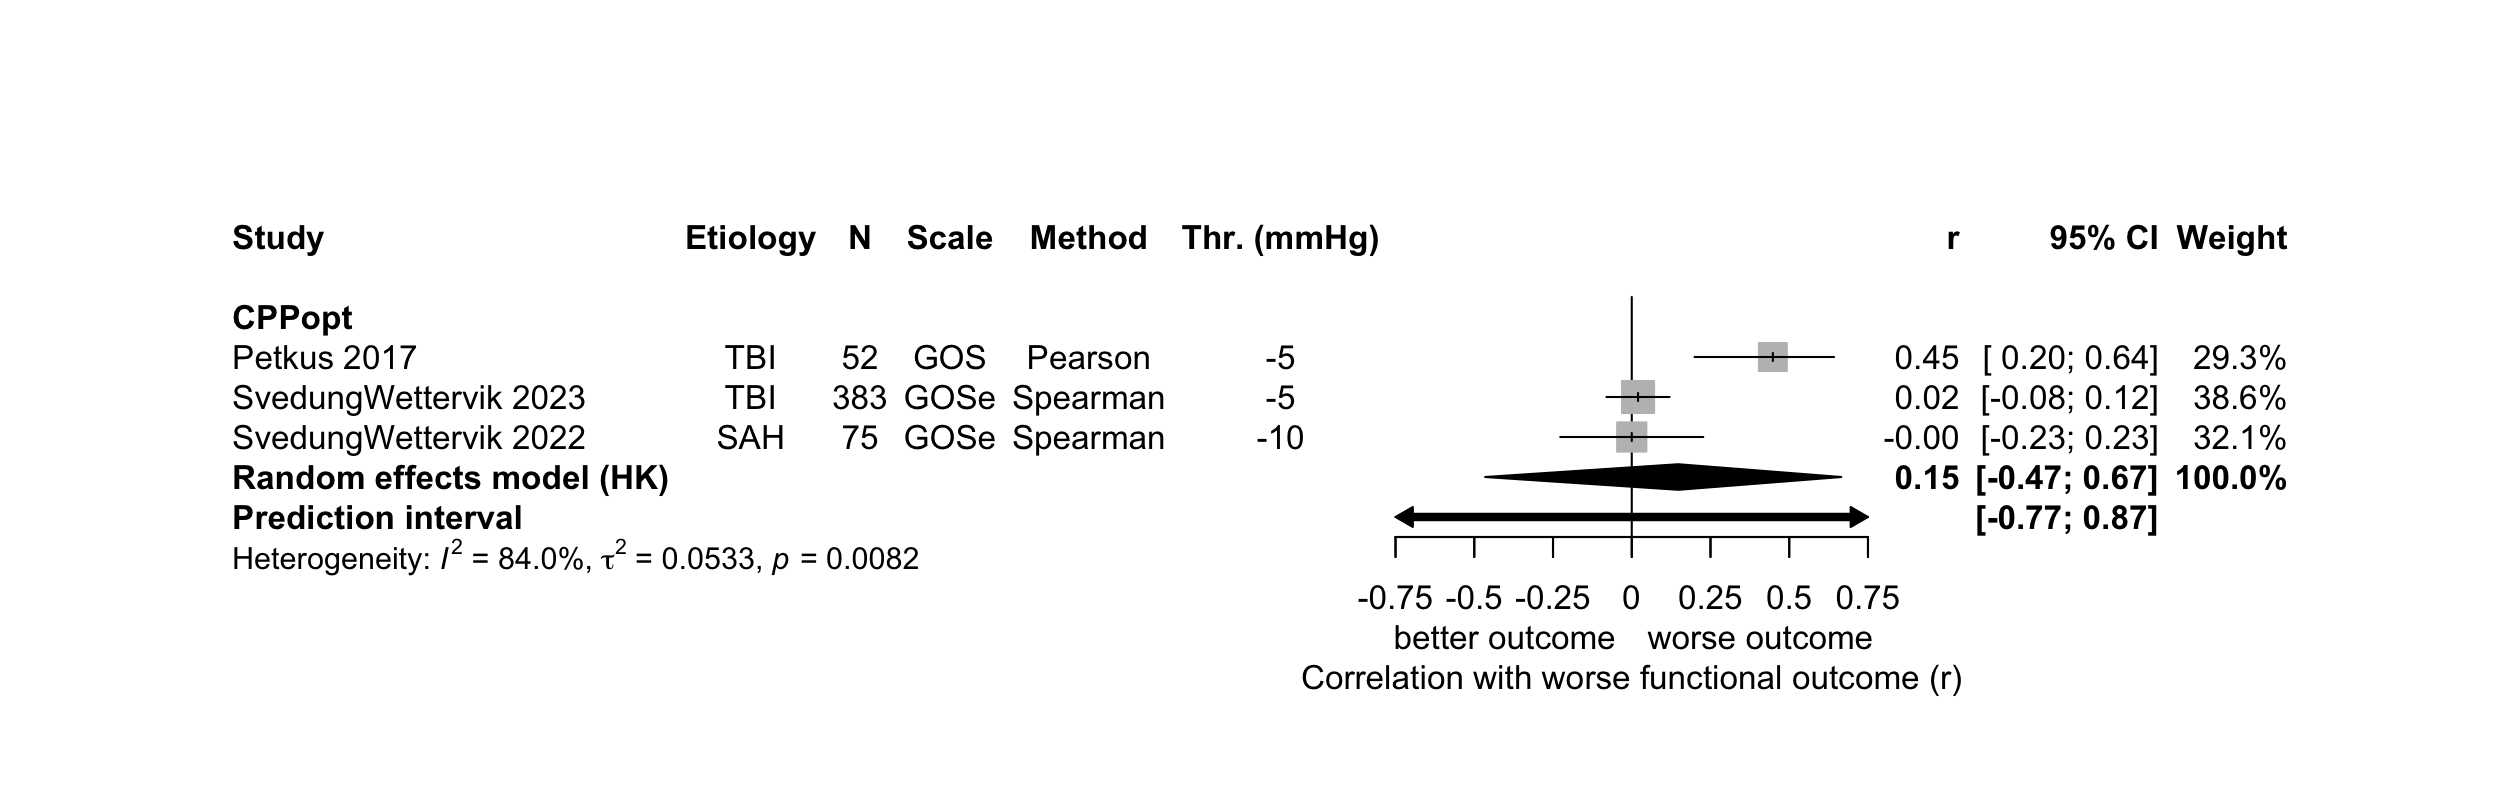 Study Etiology N Scale Method Thr. (mmHg) r 95% CI Weight
CPPopt
Petkus 2017 TBI 52 GOS Pearson -5 0.45 [ 0.20; 0.64] 29.3%
SvedungWettervik 2023 TBI 383 GOSe Spearman -5 0.02 [-0.08; 0.12] 38.6%
SvedungWettervik 2022 SAH 75 GOSe Spearman -10 -0.00 [-0.23; 0.23] 32.1%
Random effects model (HK) 0.15 [-0.47; 0.67] 100.0%
Prediction interval [-0.77; 0.87]
Heterogeneity: I² = 84.0%, τ² = 0.0533, p = 0.0082
-0.75 -0.5 -0.25 0 0.25 0.5 0.75
better outcome worse outcome
Correlation with worse functional outcome (r)